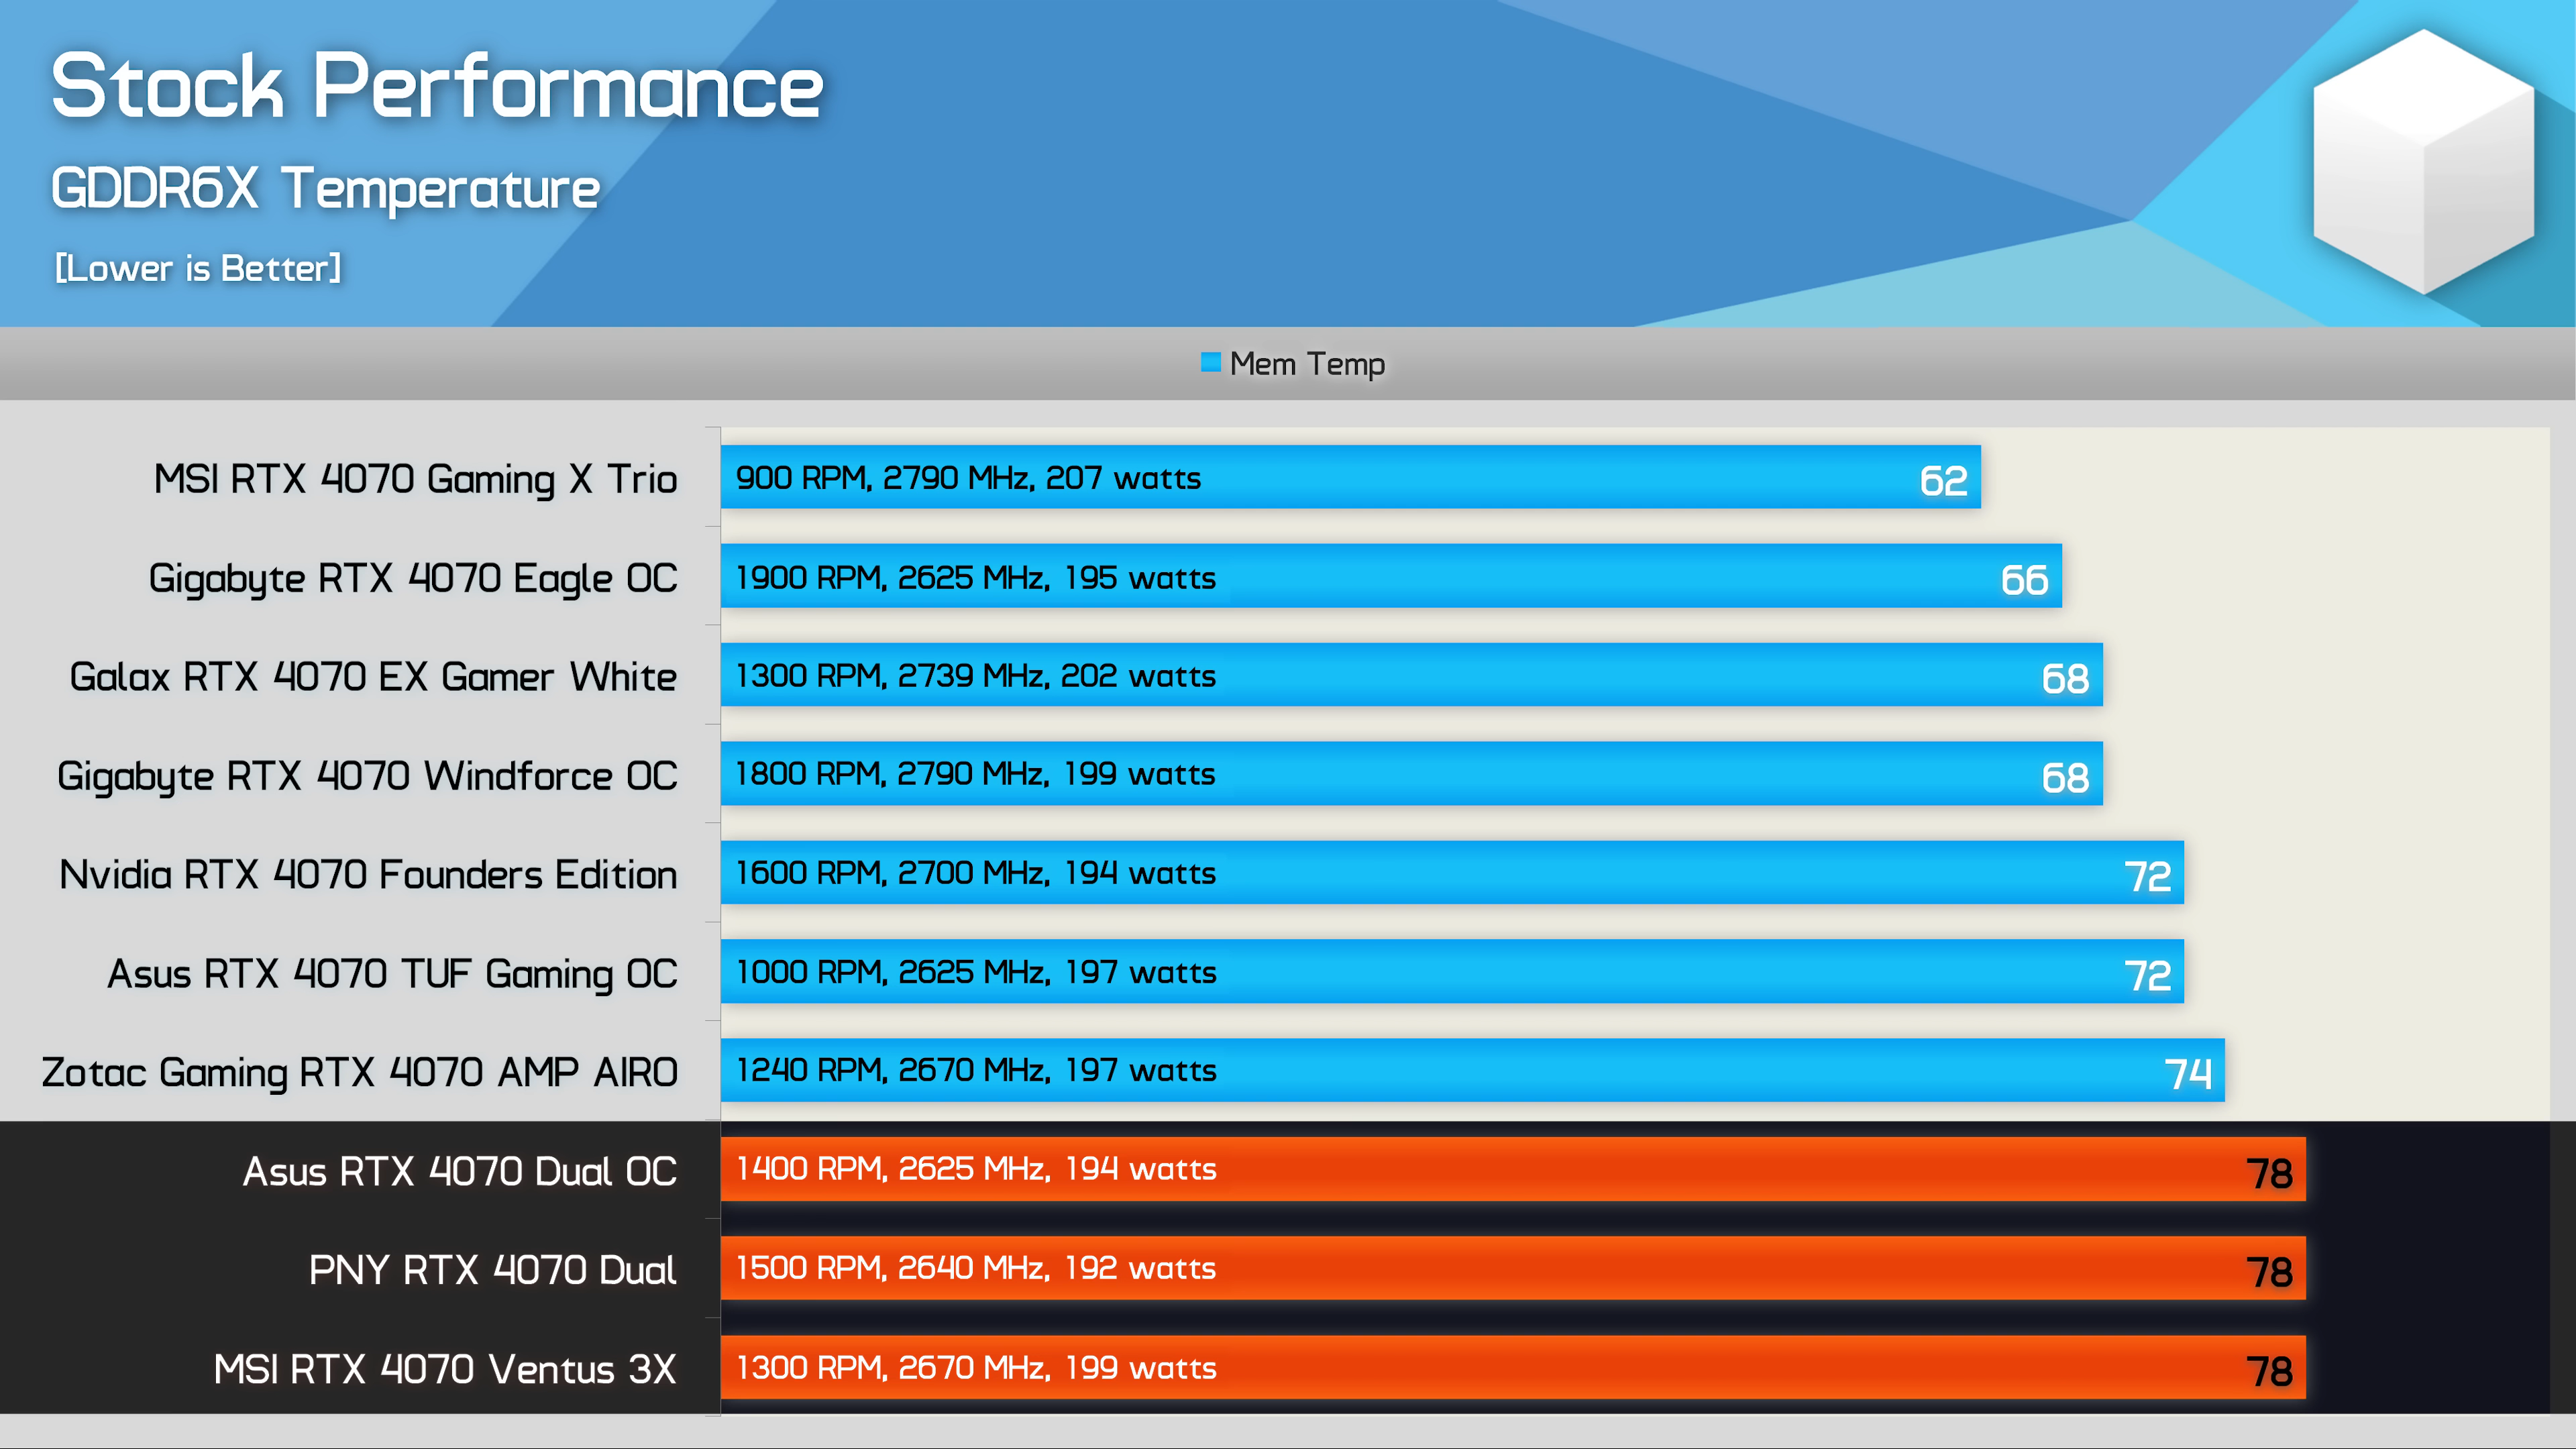 Stock Performance
GDDR6X Temperature
[Lower is Better]
Mem Temp
MSI RTX 4070 Gaming X Trio 900 RPM, 2790 MHz, 207 watts 62
Gigabyte RTX 4070 Eagle OC 1900 RPM, 2625 MHz, 195 watts 66
Galax RTX 4070 EX Gamer White 1300 RPM, 2739 MHz, 202 watts 68
Gigabyte RTX 4070 Windforce OC 1800 RPM, 2790 MHz, 199 watts 68
Nvidia RTX 4070 Founders Edition 1600 RPM, 2700 MHz, 194 watts 72
Asus RTX 4070 TUF Gaming OC 1000 RPM, 2625 MHz, 197 watts 72
Zotac Gaming RTX 4070 AMP AIRO 1240 RPM, 2670 MHz, 197 watts 74
Asus RTX 4070 Dual OC 1400 RPM, 2625 MHz, 194 watts 78
PNY RTX 4070 Dual 1500 RPM, 2640 MHz, 192 watts 78
MSI RTX 4070 Ventus 3X 1300 RPM, 2670 MHz, 199 watts 78